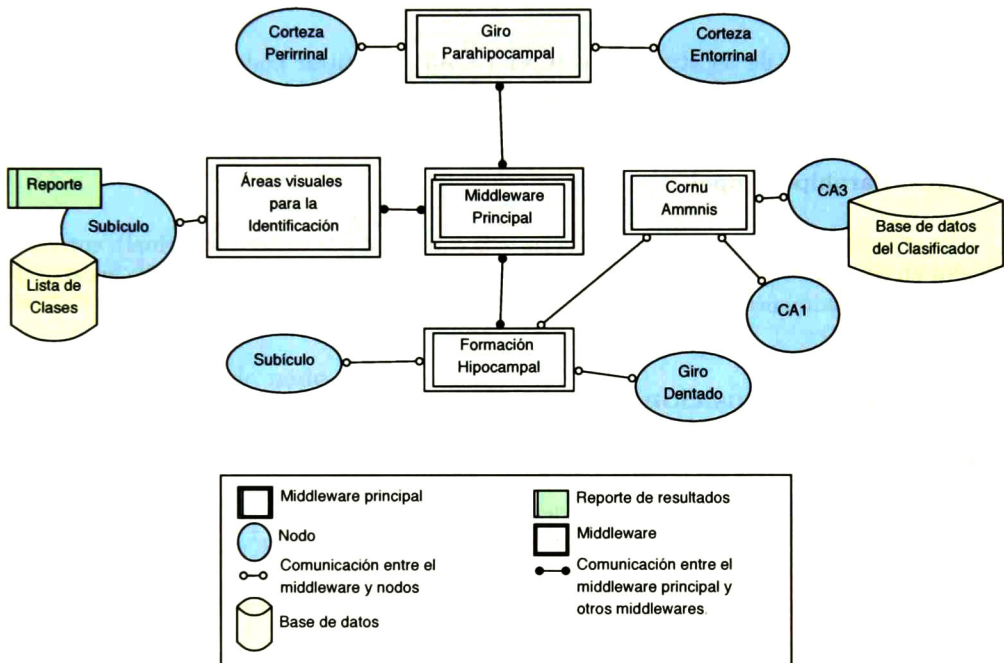 Corteza
Perirrinal
Giro
Parahipocampal
Corteza
Entorrinal
Reporte
Subículo
Lista de
Clases
Áreas visuales
para la
Identificación
Middleware
Principal
Cornu
Ammnis
CA3
Base de datos
del Clasificador
CA1
Subículo
Formación
Hipocampal
Giro
Dentado
Middleware principal
Nodo
Comunicación entre el
middleware y nodos
Base de datos
Reporte de resultados
Middleware
Comunicación entre el
middleware principal y
otros middlewares.